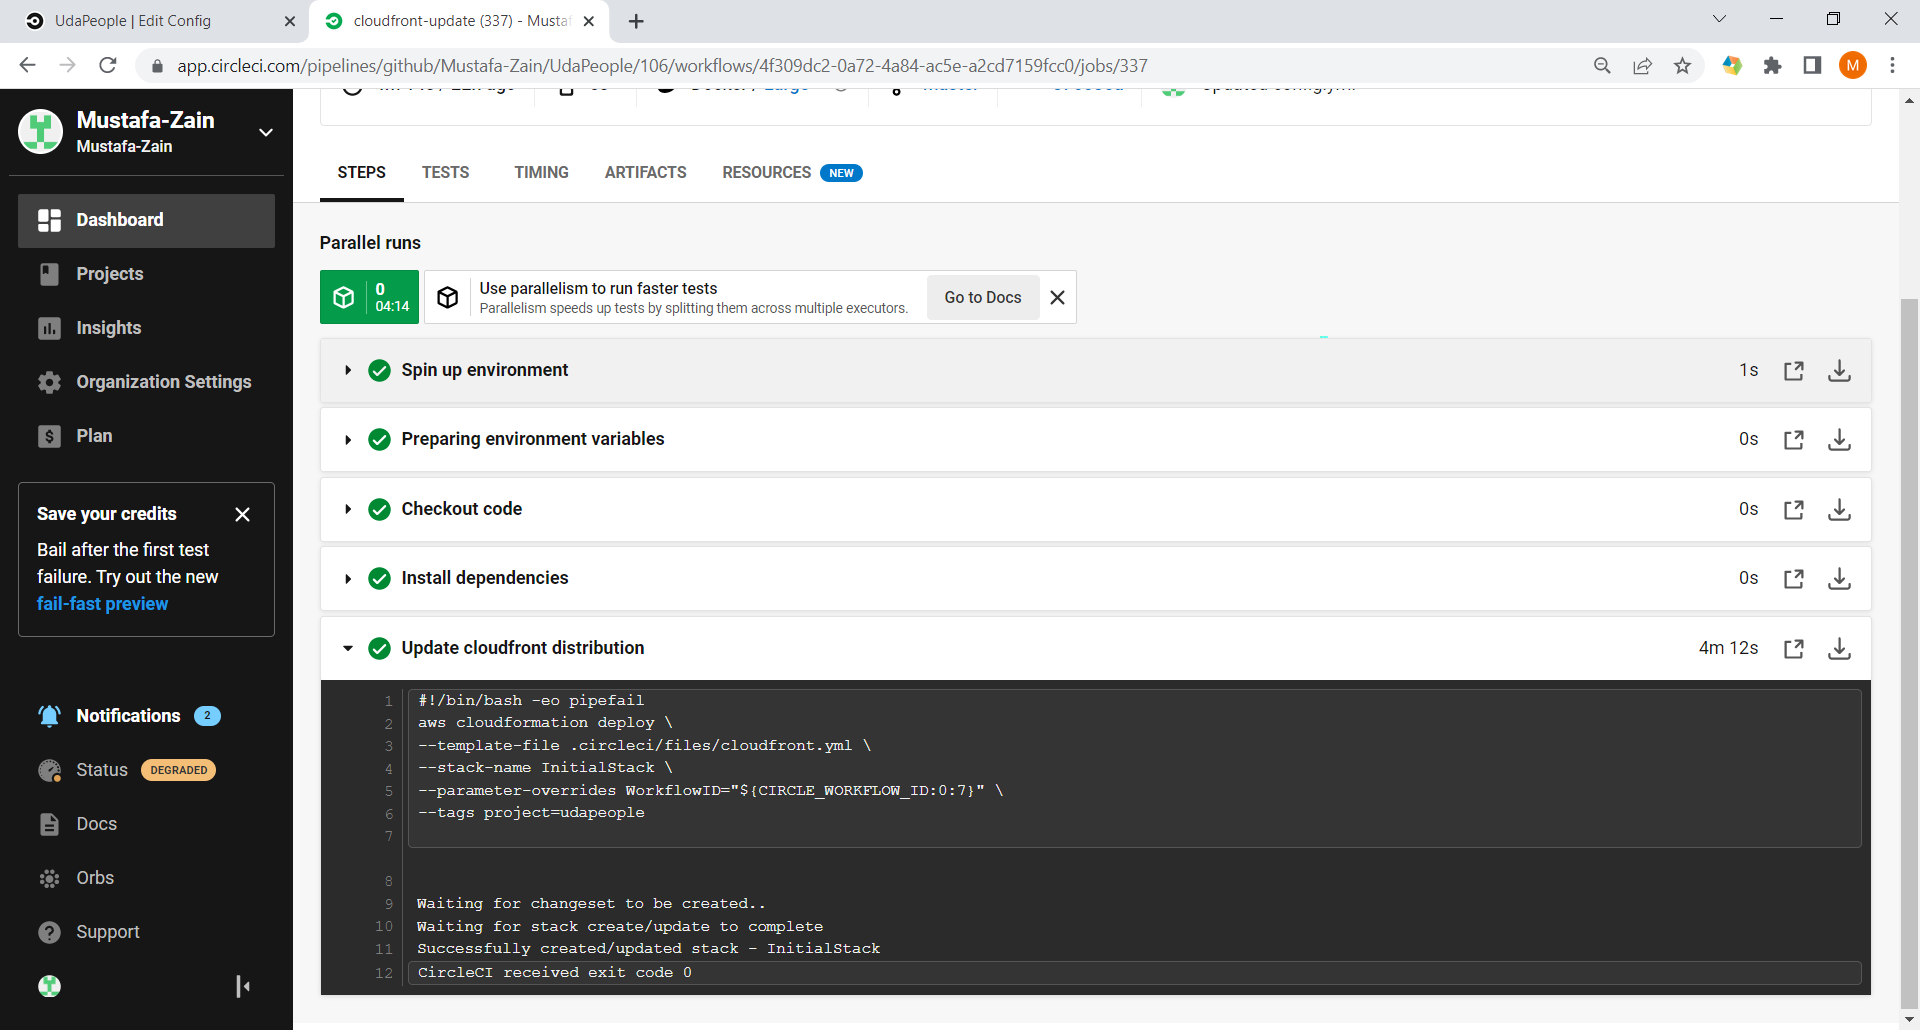 UdaPeople | Edit Config
cloudfront-update (337) - Musta
app.circleci.com/pipelines/github/Mustafa-Zain/UdaPeople/106/workflows/4f309dc2-0a72-4a84-ac5e-a2cd7159fcc0/jobs/337
M
Mustafa-Zain
Mustafa-Zain
Dashboard
Projects
Insights
Organization Settings
Plan
Save your credits
Bail after the first test
failure. Try out the new
fail-fast preview
Notifications 2
Status DEGRADED
Docs
Orbs
Support
STEPS TESTS TIMING ARTIFACTS RESOURCES NEW
Parallel runs
0
04:14
Use parallelism to run faster tests
Parallelism speeds up tests by splitting them across multiple executors.
Go to Docs
Spin up environment 1s
Preparing environment variables 0s
Checkout code 0s
Install dependencies 0s
Update cloudfront distribution 4m 12s
1 #!/bin/bash -eo pipefail
2 aws cloudformation deploy \
3 --template-file .circleci/files/cloudfront.yml \
4 --stack-name InitialStack \
5 --parameter-overrides WorkflowID="${CIRCLE_WORKFLOW_ID:0:7}" \
6 --tags project=udapeople
7
8
9 Waiting for changeset to be created..
10 Waiting for stack create/update to complete
11 Successfully created/updated stack - InitialStack
12 CircleCI received exit code 0